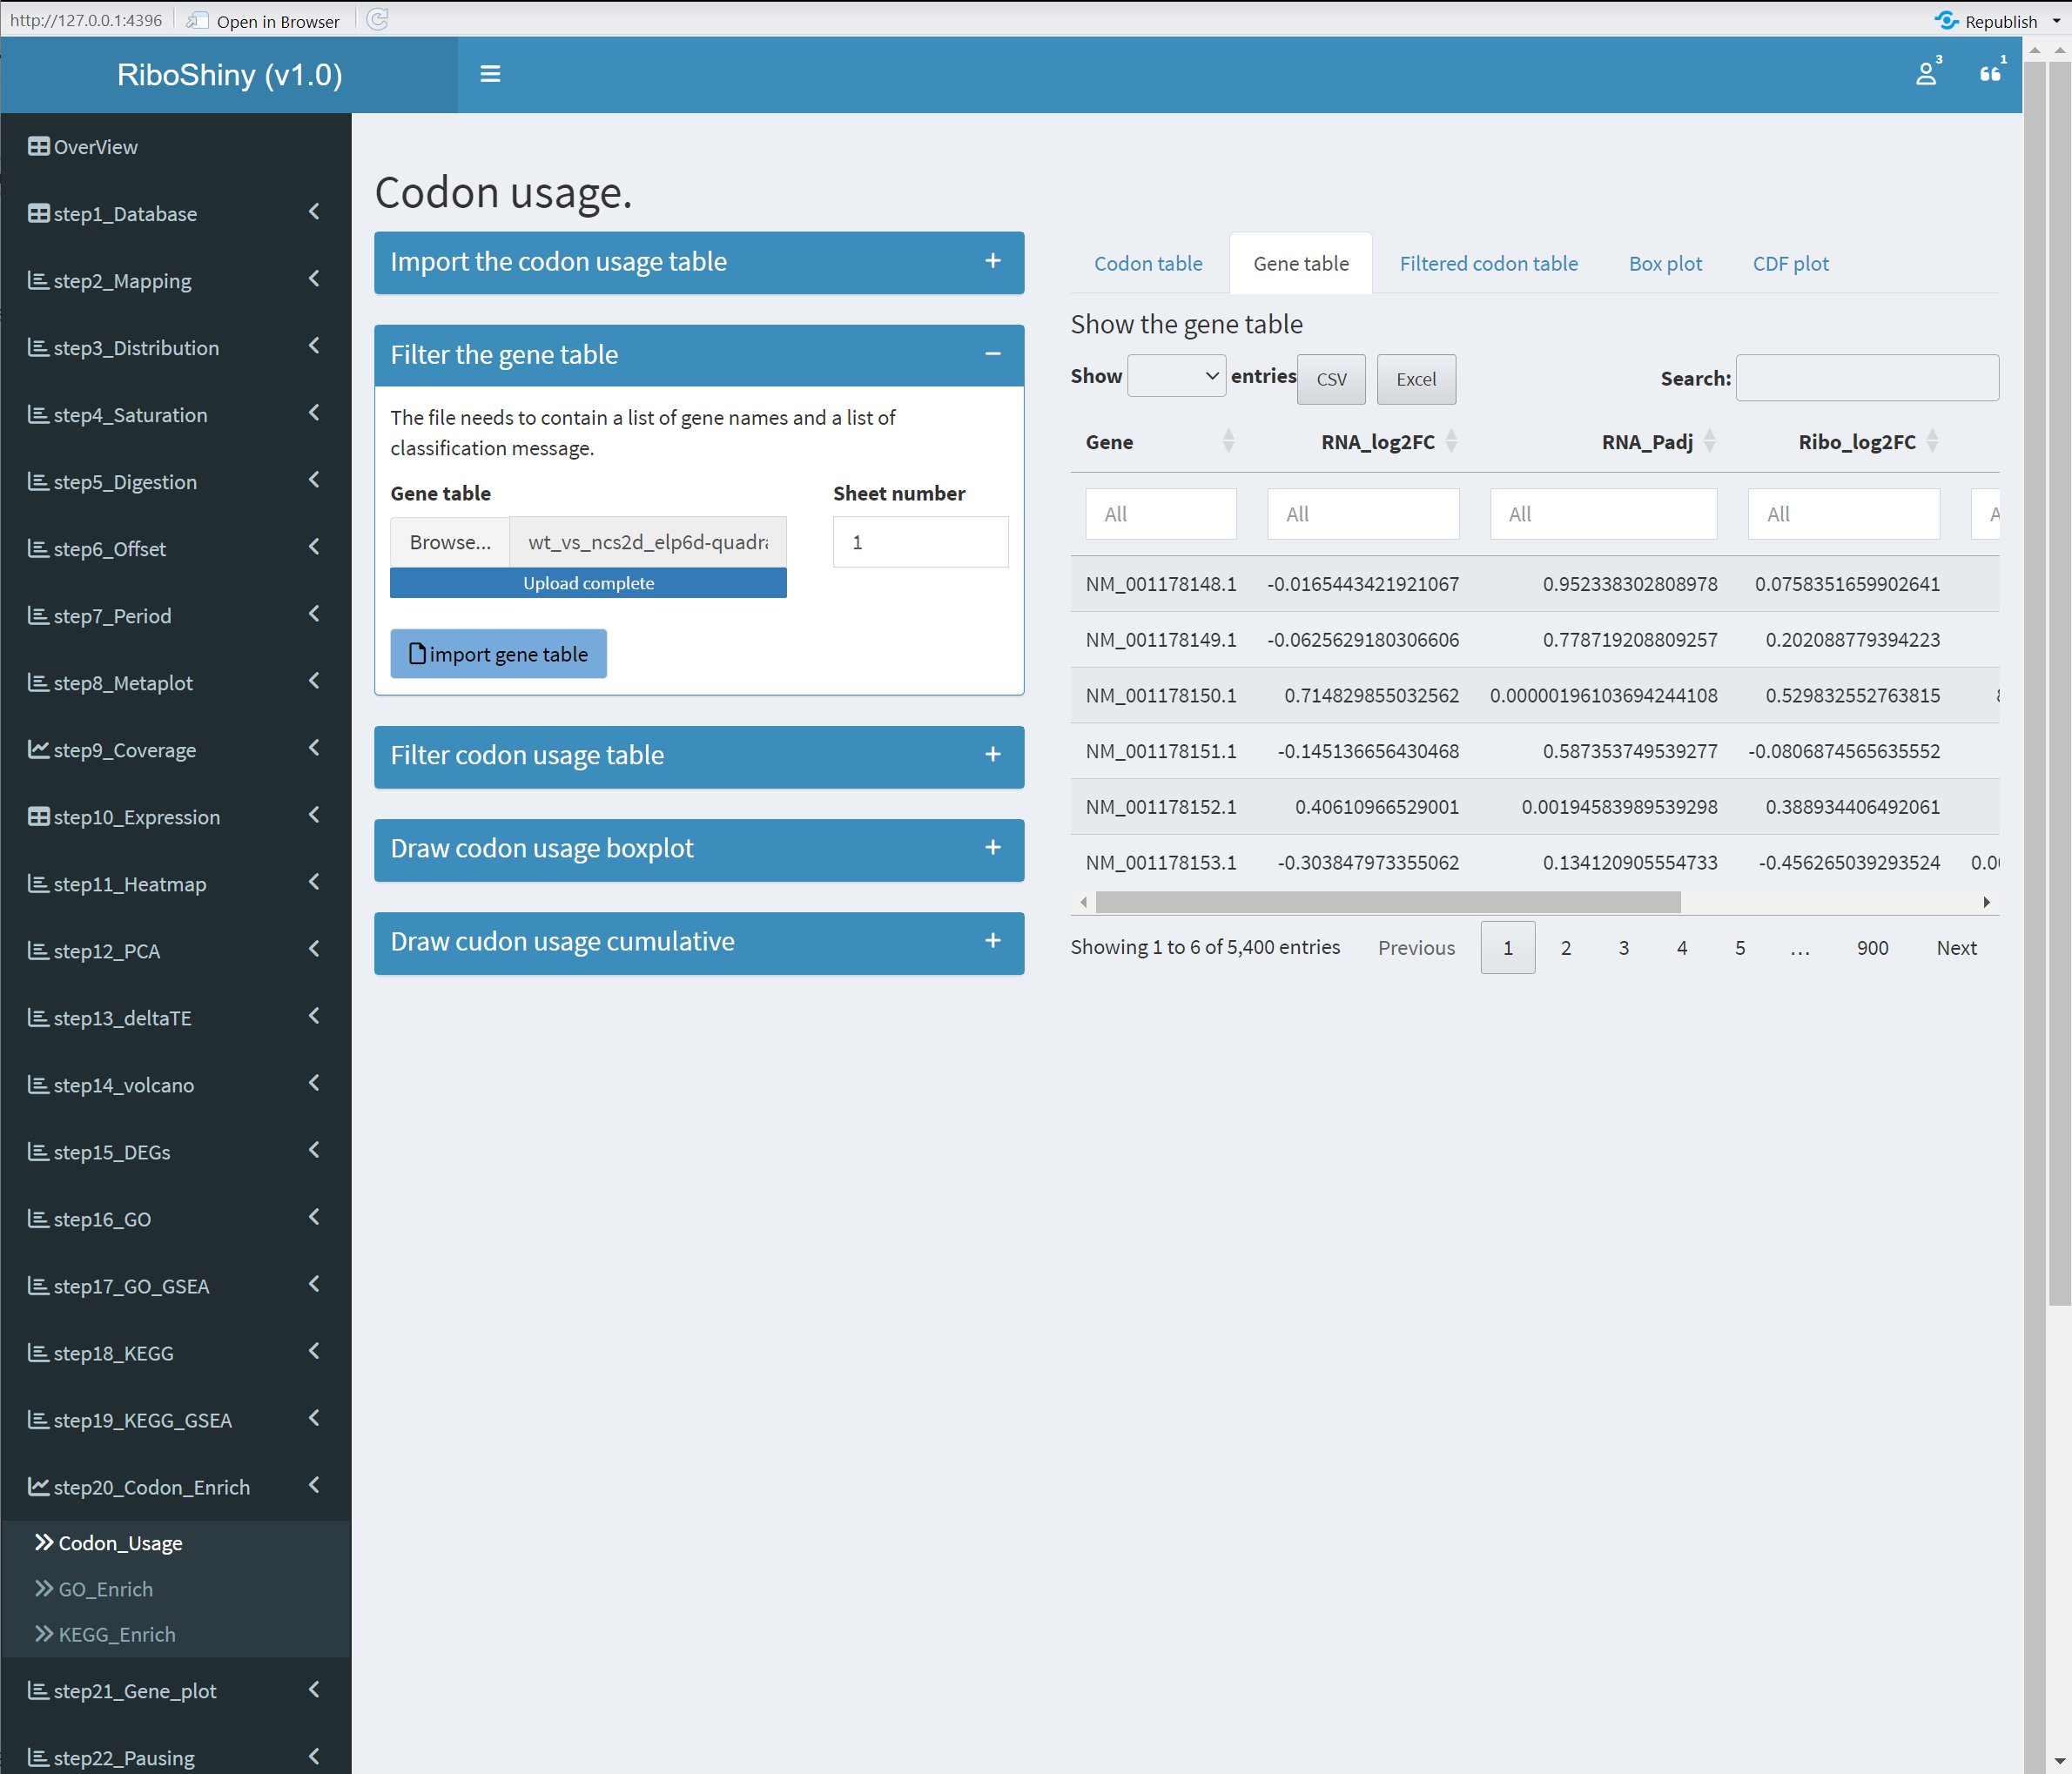 http://127.0.0.1:4396 Open in Browser Republish
RiboShiny (v1.0) 3 1
OverView
step1_Database
step2_Mapping
step3_Distribution
step4_Saturation
step5_Digestion
step6_Offset
step7_Period
step8_Metaplot
step9_Coverage
step10_Expression
step11_Heatmap
step12_PCA
step13_deltaTE
step14_volcano
step15_DEGs
step16_GO
step17_GO_GSEA
step18_KEGG
step19_KEGG_GSEA
step20_Codon_Enrich
Codon_Usage
GO_Enrich
KEGG_Enrich
step21_Gene_plot
step22_Pausing
Codon usage.
Import the codon usage table +
Filter the gene table −
The file needs to contain a list of gene names and a list of
classification message.
Gene table Sheet number
Browse... wt_vs_ncs2d_elp6d-quadra 1
Upload complete
import gene table
Filter codon usage table +
Draw codon usage boxplot +
Draw cudon usage cumulative +
Codon table Gene table Filtered codon table Box plot CDF plot
Show the gene table
Show entries CSV Excel Search:
Gene RNA_log2FC RNA_Padj Ribo_log2FC
All All All All A
NM_001178148.1 -0.0165443421921067 0.952338302808978 0.0758351659902641
NM_001178149.1 -0.0625629180306606 0.778719208809257 0.202088779394223
NM_001178150.1 0.714829855032562 0.00000196103694244108 0.529832552763815
NM_001178151.1 -0.145136656430468 0.587353749539277 -0.0806874565635552
NM_001178152.1 0.40610966529001 0.00194583989539298 0.388934406492061
NM_001178153.1 -0.303847973355062 0.134120905554733 -0.456265039293524 0.0
Showing 1 to 6 of 5,400 entries Previous 1 2 3 4 5 … 900 Next